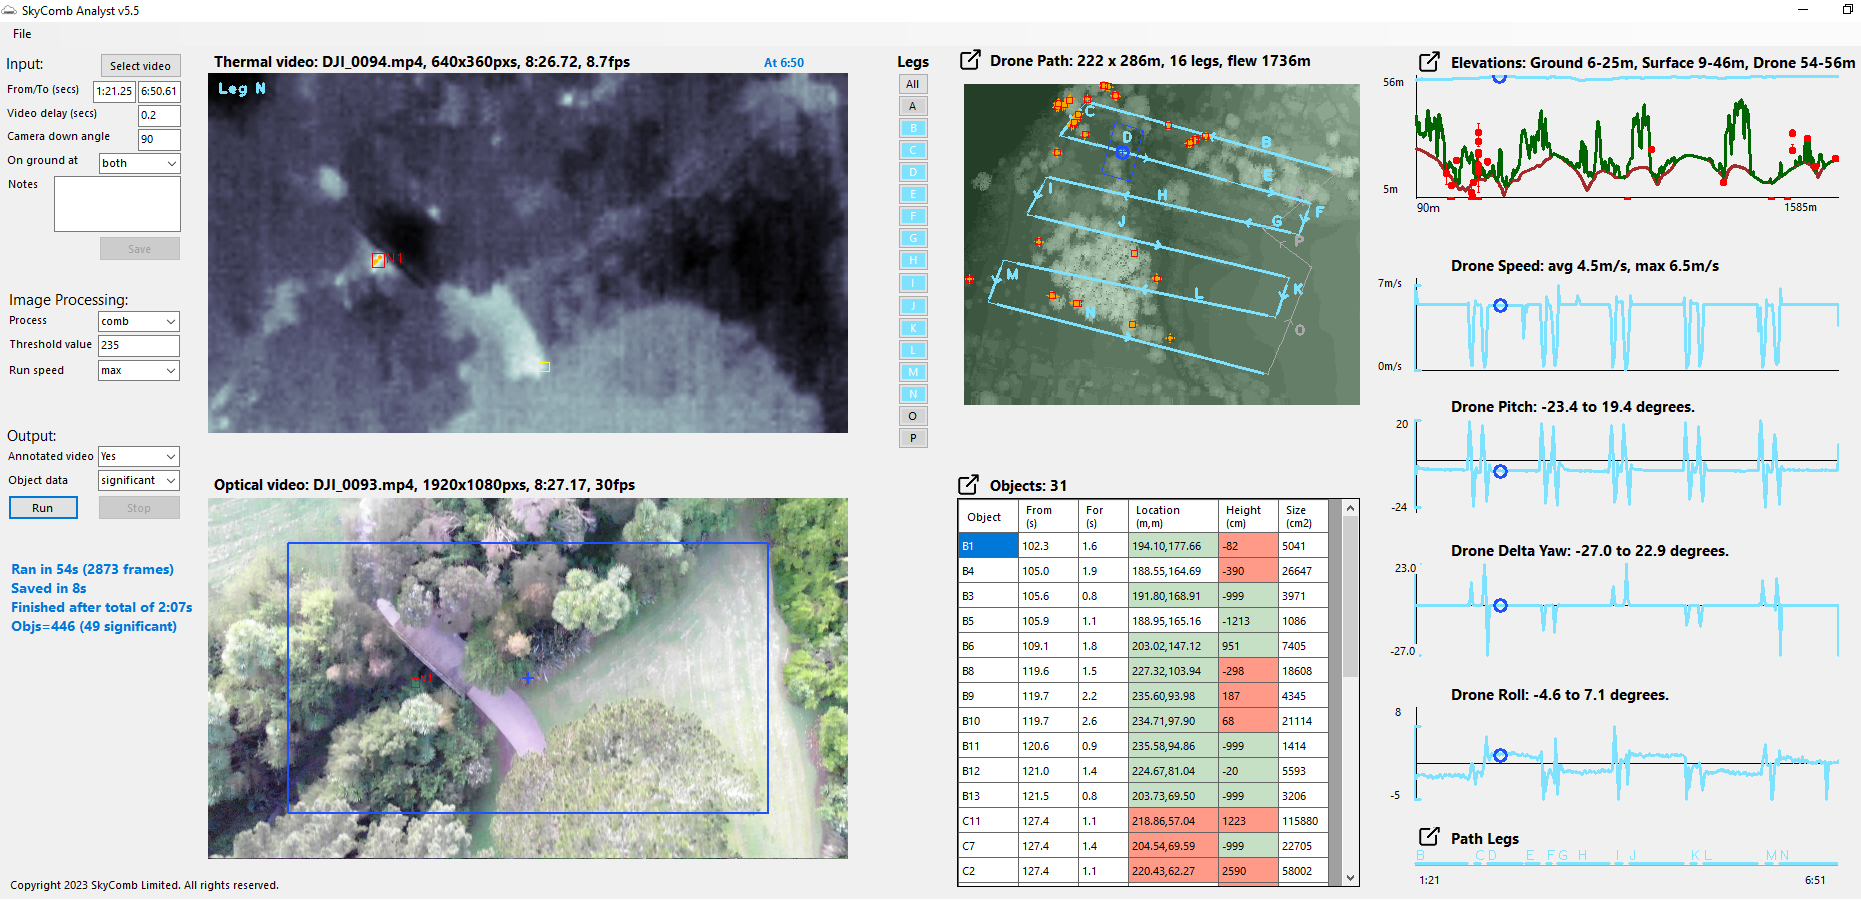 SkyComb Analyst v5.5
File
Input:
Select video
From/To (secs) 1:21.25 6:50.61
Video delay (secs) 0.2
Camera down angle 90
On ground at both
Notes
Save
Image Processing:
Process comb
Threshold value 235
Run speed max
Output:
Annotated video Yes
Object data significant
Run Stop
Ran in 54s (2873 frames)
Saved in 8s
Finished after total of 2:07s
Objs=446 (49 significant)
Copyright 2023 SkyComb Limited. All rights reserved.
Thermal video: DJI_0094.mp4, 640x360pxs, 8:26.72, 8.7fps
At 6:50
Leg N
Optical video: DJI_0093.mp4, 1920x1080pxs, 8:27.17, 30fps
Legs
All
A
B
C
D
E
F
G
H
I
J
K
L
M
N
O
P
Drone Path: 222 x 286m, 16 legs, flew 1736m
C
D
B
E
I
H
F
J
G
P
M
L
K
N
O
Objects: 31
Object From (s) For (s) Location (m,m) Height (cm) Size (cm2)
B1 102.3 1.6 194.10,177.66 -82 5041
B4 105.0 1.9 188.55,164.69 -390 26647
B3 105.6 0.8 191.80,168.91 -999 3971
B5 105.9 1.1 188.95,165.16 -1213 1086
B6 109.1 1.8 203.02,147.12 951 7405
B8 119.6 1.5 227.32,103.94 -298 18608
B9 119.7 2.2 235.60,93.98 187 4345
B10 119.7 2.6 234.71,97.90 68 21114
B11 120.6 0.9 235.58,94.86 -999 1414
B12 121.0 1.4 224.67,81.04 -20 5593
B13 121.5 0.8 203.73,69.50 -999 3206
C11 127.4 1.1 218.86,57.04 1223 115880
C7 127.4 1.4 204.54,69.59 -999 22705
C2 127.4 1.1 220.43,62.27 2590 58002
Elevations: Ground 6-25m, Surface 9-46m, Drone 54-56m
56m
5m
90m 1585m
Drone Speed: avg 4.5m/s, max 6.5m/s
7m/s
0m/s
Drone Pitch: -23.4 to 19.4 degrees.
20
-24
Drone Delta Yaw: -27.0 to 22.9 degrees.
23.0
-27.0
Drone Roll: -4.6 to 7.1 degrees.
8
-5
Path Legs
B C D E F G H I J K L M N
1:21 6:51